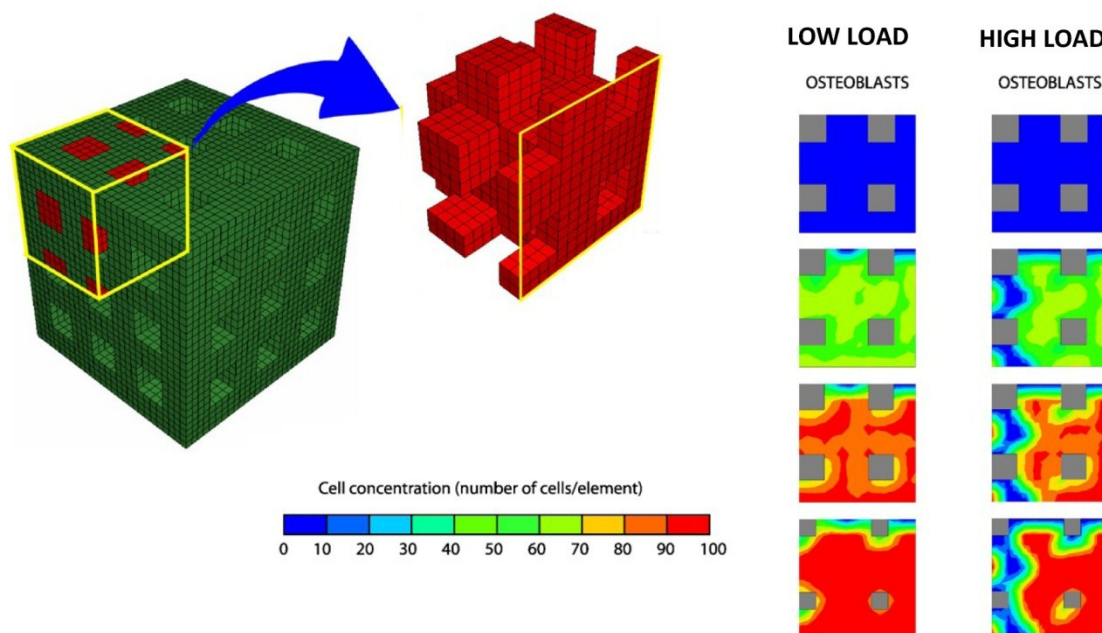 LOW LOAD
HIGH LOAD
OSTEOBLASTS
OSTEOBLASTS
Cell concentration (number of cells/element)
0 10 20 30 40 50 60 70 80 90 100